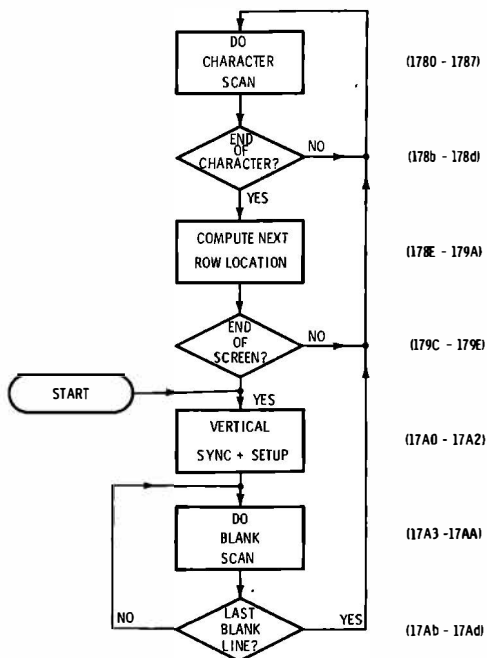 DO
CHARACTER
SCAN
(1780 - 1787)
END
OF
CHARACTER?
NO
(178b - 178d)
YES
COMPUTE NEXT
ROW LOCATION
(178E - 179A)
END
OF
SCREEN?
NO
(179C - 179E)
START
YES
VERTICAL
SYNC + SETUP
(17A0 - 17A2)
DO
BLANK
SCAN
(17A3 -17AA)
NO
LAST
BLANK
LINE?
YES
(17Ab - 17Ad)